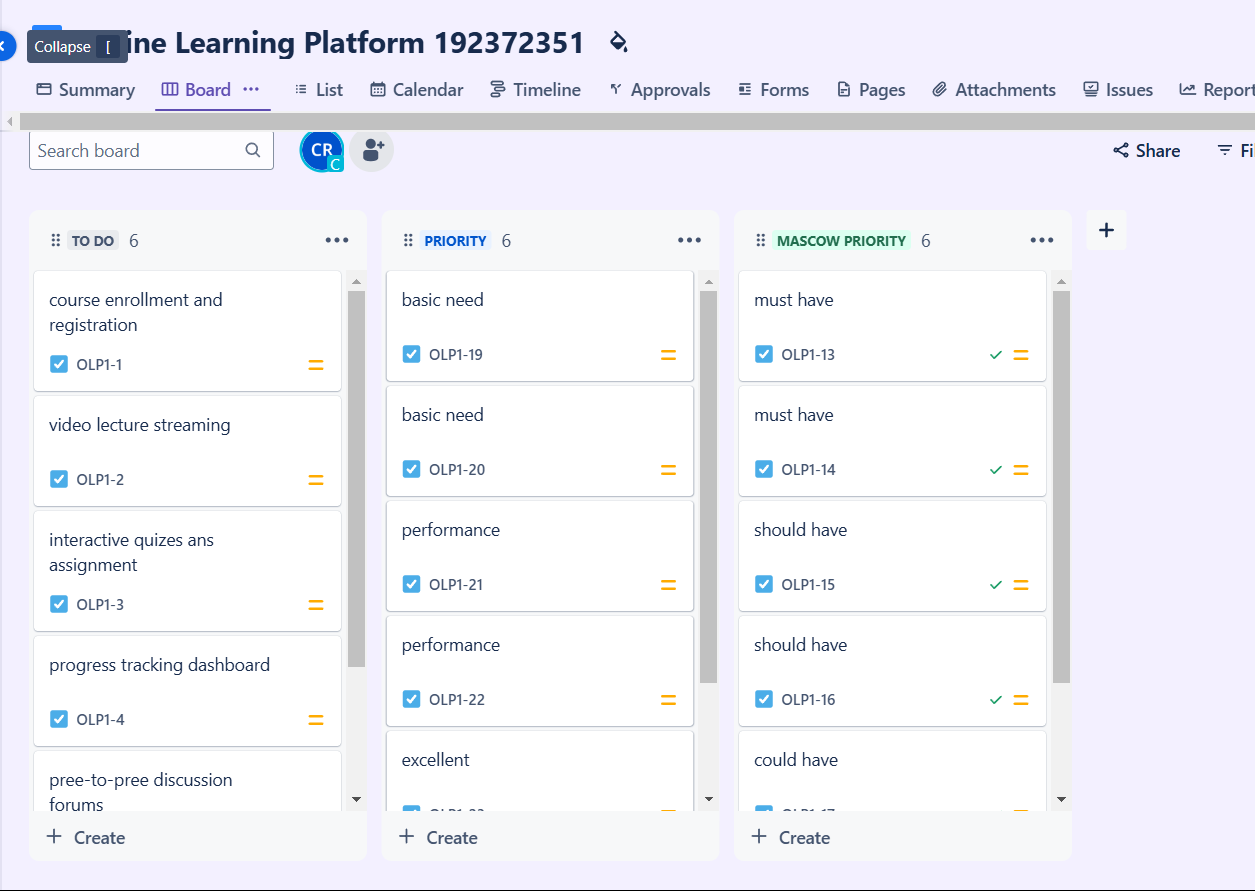 Collapse [
ine Learning Platform 192372351
Summary Board List Calendar Timeline Approvals Forms Pages Attachments Issues Report
Search board CR C Share Fi
TO DO 6
course enrollment and
registration
OLP1-1
video lecture streaming
OLP1-2
interactive quizes ans
assignment
OLP1-3
progress tracking dashboard
OLP1-4
pree-to-pree discussion
forums
Create
PRIORITY 6
basic need
OLP1-19
basic need
OLP1-20
performance
OLP1-21
performance
OLP1-22
excellent
Create
MASCOW PRIORITY 6
must have
OLP1-13
must have
OLP1-14
should have
OLP1-15
should have
OLP1-16
could have
Create